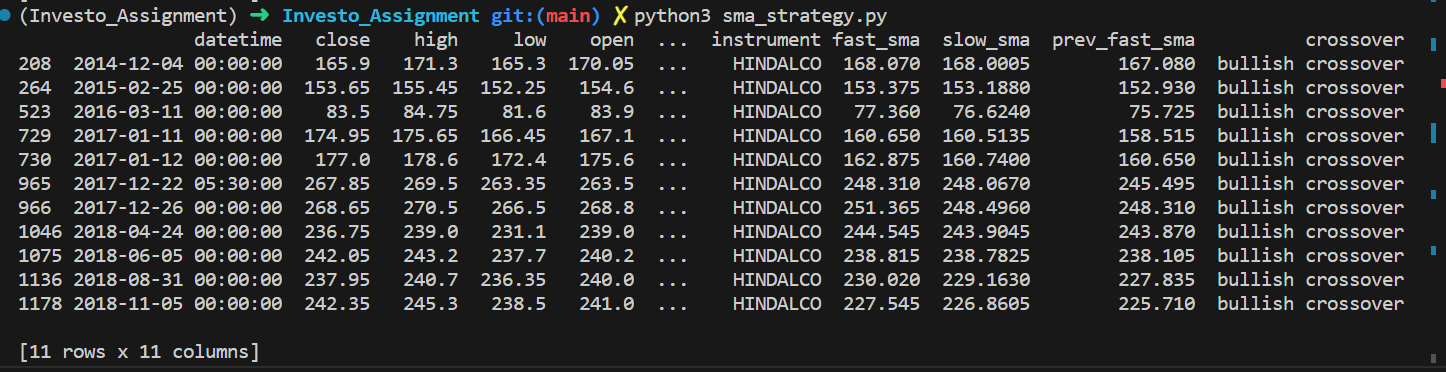 (Investo_Assignment) ➜ Investo_Assignment git:(main) ✗ python3 sma_strategy.py
datetime close high low open ... instrument fast_sma slow_sma prev_fast_sma crossover
208 2014-12-04 00:00:00 165.9 171.3 165.3 170.05 ... HINDALCO 168.070 168.0005 167.080 bullish crossover
264 2015-02-25 00:00:00 153.65 155.45 152.25 154.6 ... HINDALCO 153.375 153.1880 152.930 bullish crossover
523 2016-03-11 00:00:00 83.5 84.75 81.6 83.9 ... HINDALCO 77.360 76.6240 75.725 bullish crossover
729 2017-01-11 00:00:00 174.95 175.65 166.45 167.1 ... HINDALCO 160.650 160.5135 158.515 bullish crossover
730 2017-01-12 00:00:00 177.0 178.6 172.4 175.6 ... HINDALCO 162.875 160.7400 160.650 bullish crossover
965 2017-12-22 05:30:00 267.85 269.5 263.35 263.5 ... HINDALCO 248.310 248.0670 245.495 bullish crossover
966 2017-12-26 00:00:00 268.65 270.5 266.5 268.8 ... HINDALCO 251.365 248.4960 248.310 bullish crossover
1046 2018-04-24 00:00:00 236.75 239.0 231.1 239.0 ... HINDALCO 244.545 243.9045 243.870 bullish crossover
1075 2018-06-05 00:00:00 242.05 243.2 237.7 240.2 ... HINDALCO 238.815 238.7825 238.105 bullish crossover
1136 2018-08-31 00:00:00 237.95 240.7 236.35 240.0 ... HINDALCO 230.020 229.1630 227.835 bullish crossover
1178 2018-11-05 00:00:00 242.35 245.3 238.5 241.0 ... HINDALCO 227.545 226.8605 225.710 bullish crossover
[11 rows x 11 columns]